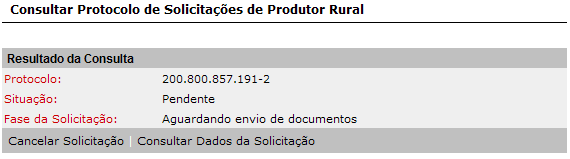 Consultar Protocolo de Solicitações de Produtor Rural
Resultado da Consulta
Protocolo: 200.800.857.191-2
Situação: Pendente
Fase da Solicitação: Aguardando envio de documentos
Cancelar Solicitação | Consultar Dados da Solicitação